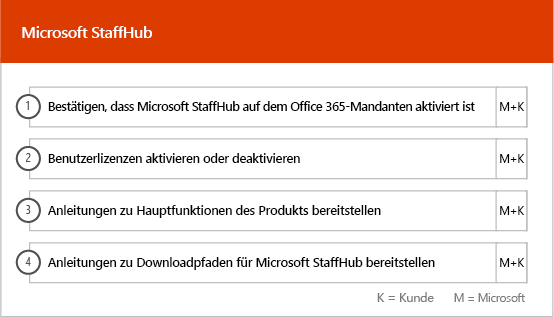 Microsoft StaffHub
1 Bestätigen, dass Microsoft StaffHub auf dem Office 365-Mandanten aktiviert ist M+K
2 Benutzerlizenzen aktivieren oder deaktivieren M+K
3 Anleitungen zu Hauptfunktionen des Produkts bereitstellen M+K
4 Anleitungen zu Downloadpfaden für Microsoft StaffHub bereitstellen M+K
K = Kunde M = Microsoft